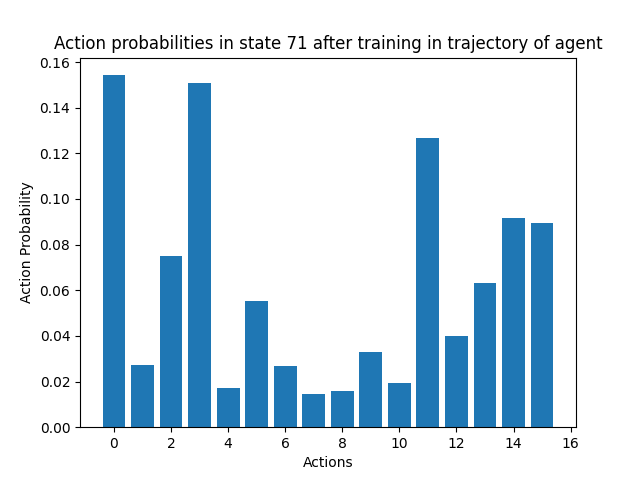 Action probabilities in state 71 after training in trajectory of agent
0.16
0.14
0.12
0.10
0.08
0.06
0.04
0.02
0.00
Action Probability
0 2 4 6 8 10 12 14 16
Actions